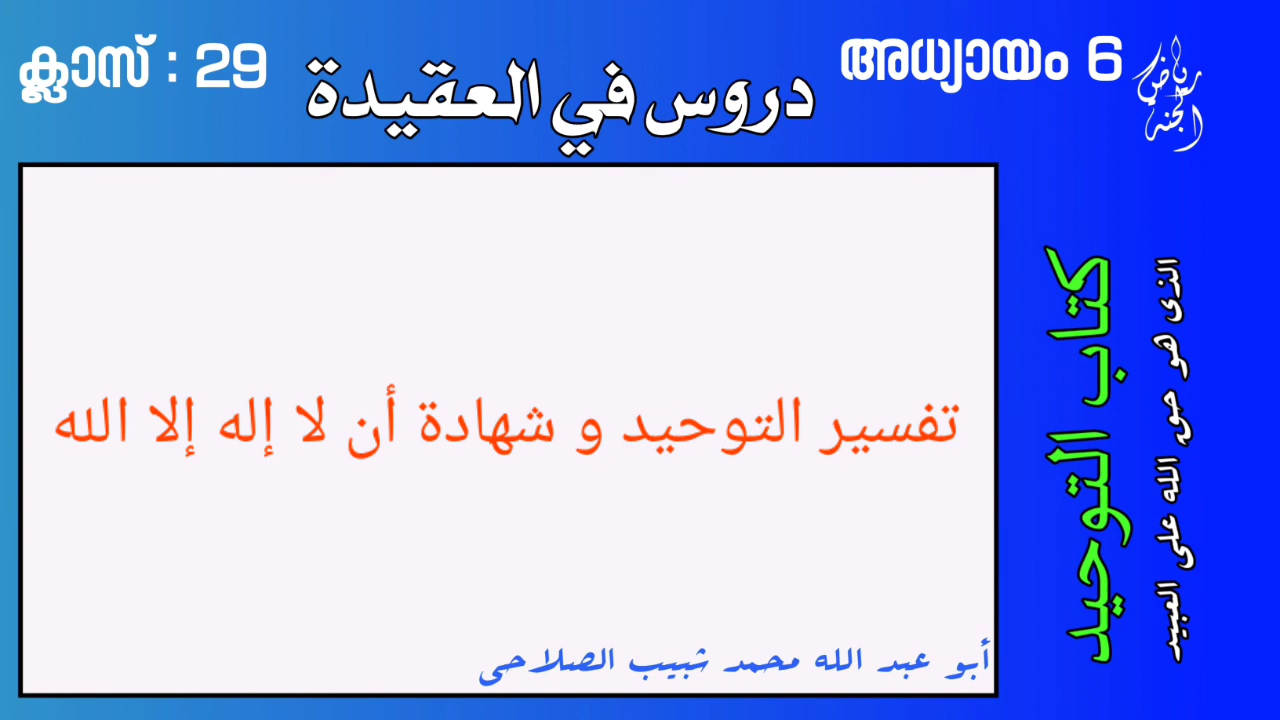 ക്ലാസ് : 29
دروس في العقيدة
അധ്യായം 6
رياض الجنة
تفسير التوحيد و شهادة أن لا إله إلا الله
أبو عبد الله محمد شبيب الصلاحي
كتاب التوحيد
الذي هو حق الله على العبيد